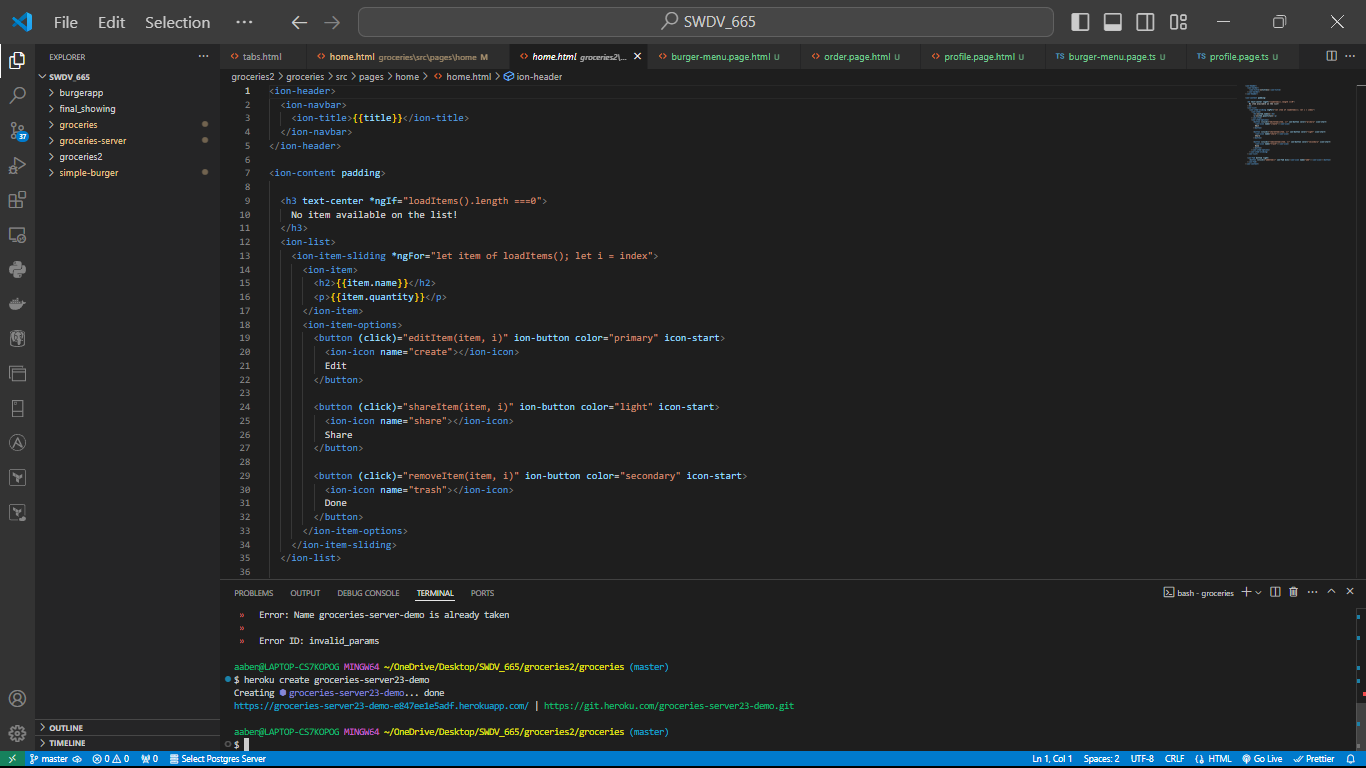 File Edit Selection ··· SWDV_665
EXPLORER ···
SWDV_665
burgerapp
final_showing
groceries
groceries-server
groceries2
simple-burger
OUTLINE
TIMELINE
37
tabs.html home.html groceries\src\pages\home M home.html groceries2\... burger-menu.page.html U order.page.html U profile.page.html U burger-menu.page.ts U profile.page.ts U
groceries2 > groceries > src > pages > home > home.html > ion-header
1 <ion-header>
2 <ion-navbar>
3 <ion-title>{{title}}</ion-title>
4 </ion-navbar>
5 </ion-header>
6
7 <ion-content padding>
8
9 <h3 text-center *ngIf="loadItems().length ===0">
10 No item available on the list!
11 </h3>
12 <ion-list>
13 <ion-item-sliding *ngFor="let item of loadItems(); let i = index">
14 <ion-item>
15 <h2>{{item.name}}</h2>
16 <p>{{item.quantity}}</p>
17 </ion-item>
18 <ion-item-options>
19 <button (click)="editItem(item, i)" ion-button color="primary" icon-start>
20 <ion-icon name="create"></ion-icon>
21 Edit
22 </button>
23
24 <button (click)="shareItem(item, i)" ion-button color="light" icon-start>
25 <ion-icon name="share"></ion-icon>
26 Share
27 </button>
28
29 <button (click)="removeItem(item, i)" ion-button color="secondary" icon-start>
30 <ion-icon name="trash"></ion-icon>
31 Done
32 </button>
33 </ion-item-options>
34 </ion-item-sliding>
35 </ion-list>
36
PROBLEMS OUTPUT DEBUG CONSOLE TERMINAL PORTS bash - groceries
» Error: Name groceries-server-demo is already taken
»
» Error ID: invalid_params
aaber@LAPTOP-CS7KOPOG MINGW64 ~/OneDrive/Desktop/SWDV_665/groceries2/groceries (master)
$ heroku create groceries-server23-demo
Creating groceries-server23-demo... done
https://groceries-server23-demo-e847ee1e5adf.herokuapp.com/ | https://git.heroku.com/groceries-server23-demo.git
aaber@LAPTOP-CS7KOPOG MINGW64 ~/OneDrive/Desktop/SWDV_665/groceries2/groceries (master)
$
master 0 0 0 Select Postgres Server Ln 1, Col 1 Spaces: 2 UTF-8 CRLF HTML Go Live Prettier